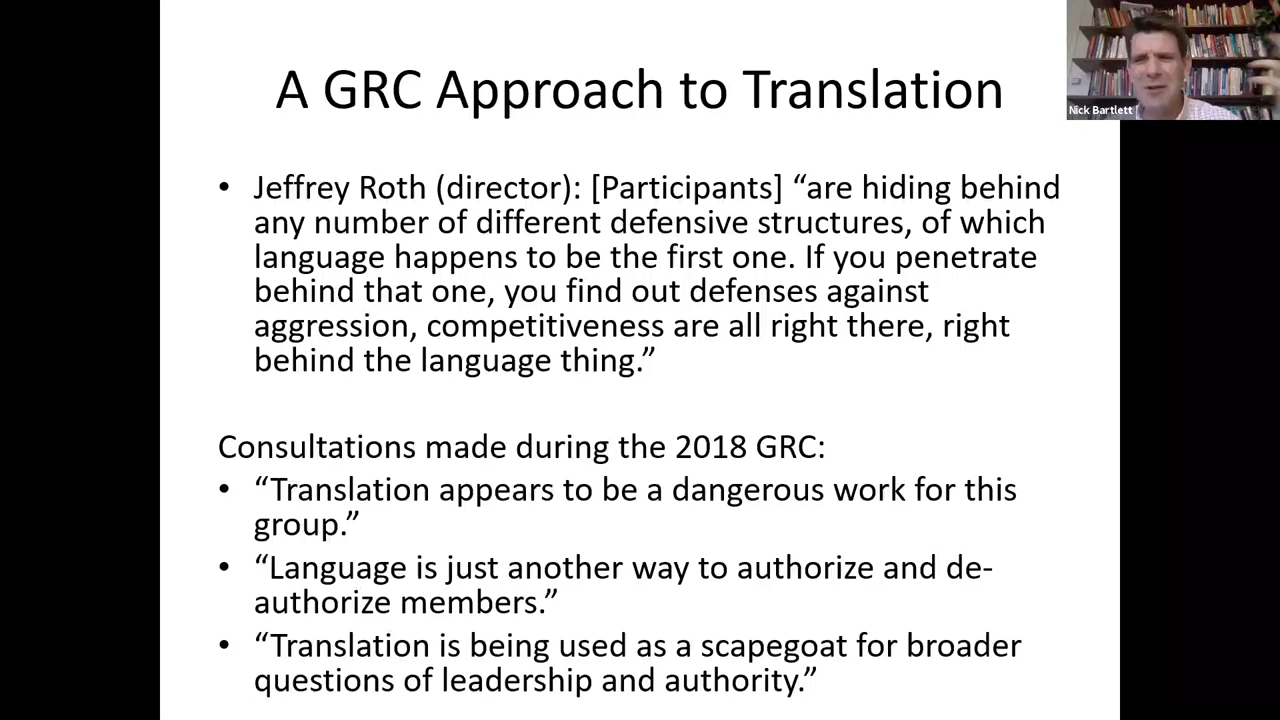 A GRC Approach to Translation
Nick Bartlett
• Jeffrey Roth (director): [Participants] “are hiding behind
any number of different defensive structures, of which
language happens to be the first one. If you penetrate
behind that one, you find out defenses against
aggression, competitiveness are all right there, right
behind the language thing.”
Consultations made during the 2018 GRC:
• “Translation appears to be a dangerous work for this
group.”
• “Language is just another way to authorize and de-
authorize members.”
• “Translation is being used as a scapegoat for broader
questions of leadership and authority.”